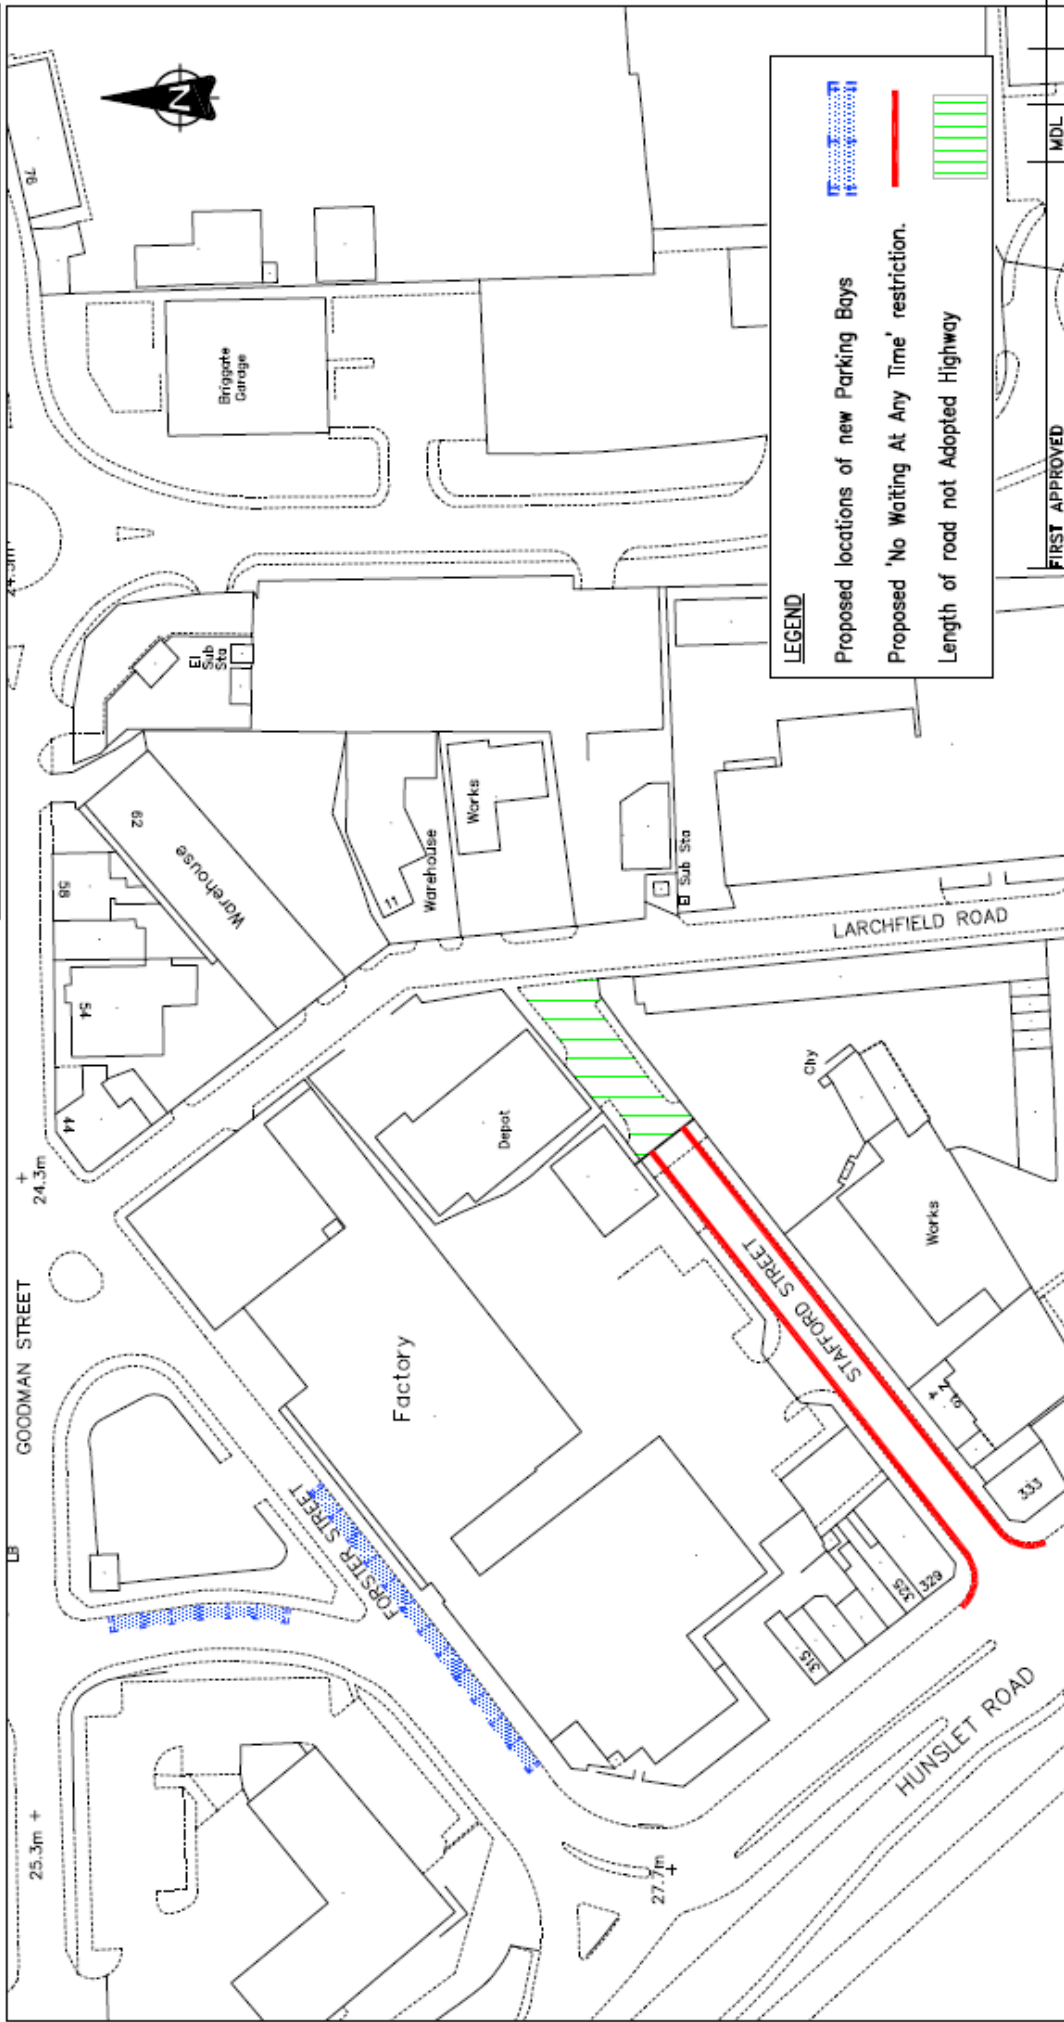 GOODMAN STREET
LB
25.3m
24.3m
44
54
58
62
Warehouse
El
Sub
Sta
76
N
Briggate
Garage
11
Warehouse
Works
El Sub Sta
LARCHFIELD ROAD
FORSTER STREET
Factory
Depot
Chy
Works
STAFFORD STREET
315
325
329
333
27.7m
HUNSLET ROAD
LEGEND
Proposed locations of new Parking Bays
Proposed 'No Waiting At Any Time' restriction.
Length of road not Adopted Highway
FIRST APPROVED
MDL